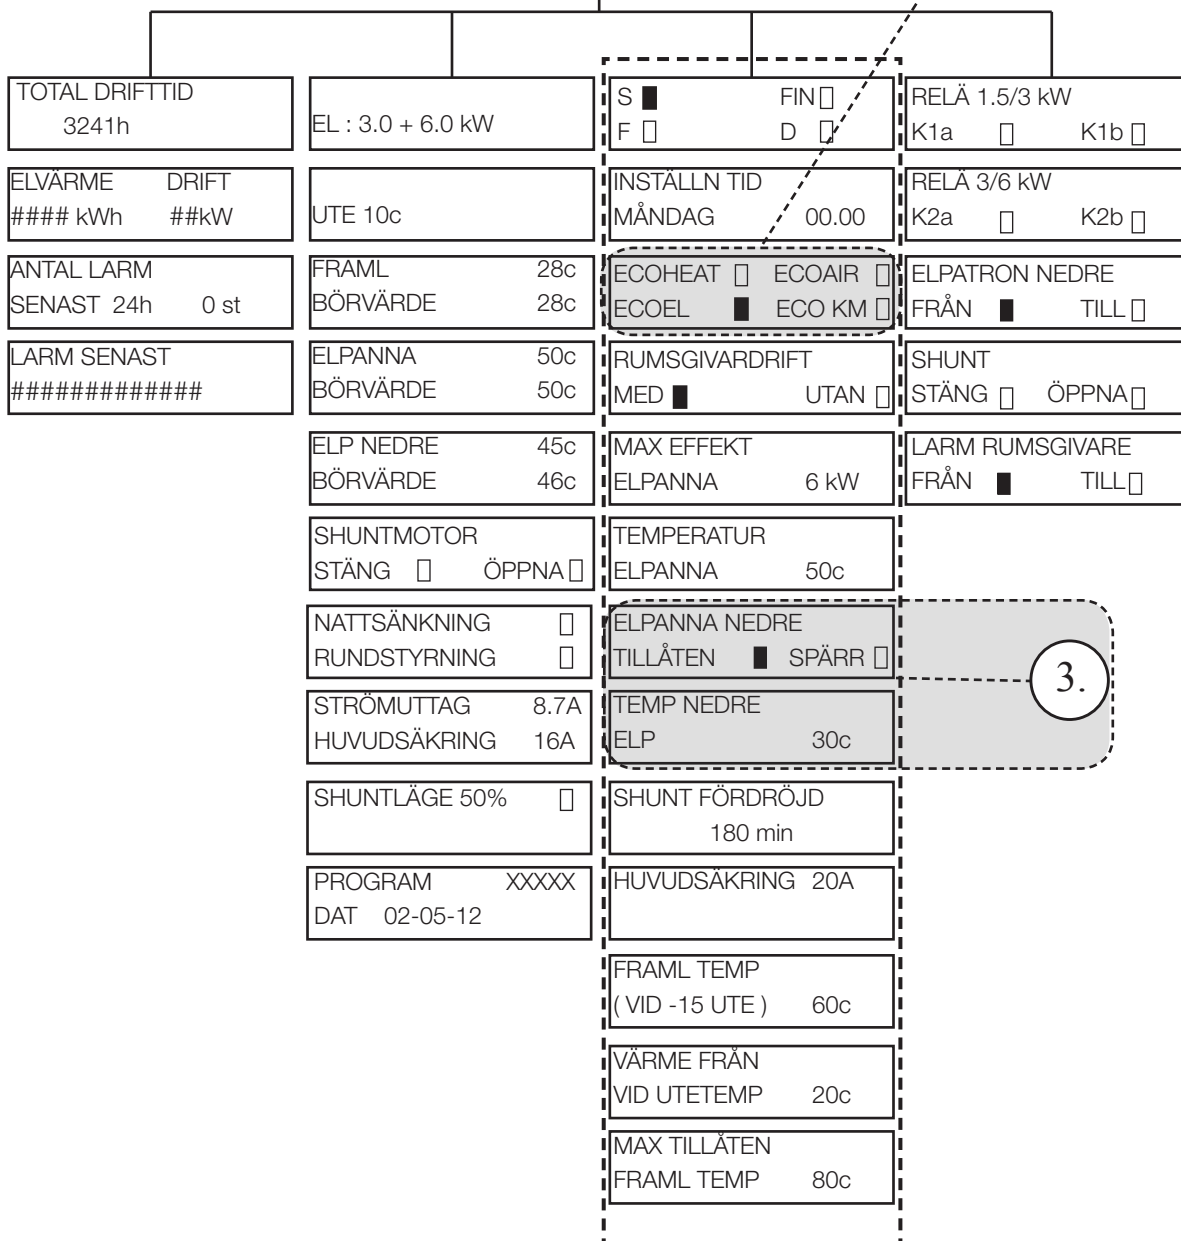 TOTAL DRIFTTID
3241h
ELVÄRME DRIFT
#### kWh ##kW
ANTAL LARM
SENAST 24h 0 st
LARM SENAST
#############
EL : 3.0 + 6.0 kW
UTE 10c
FRAML 28c
BÖRVÄRDE 28c
ELPANNA 50c
BÖRVÄRDE 50c
ELP NEDRE 45c
BÖRVÄRDE 46c
SHUNTMOTOR
STÄNG ÖPPNA
NATTSÄNKNING
RUNDSTYRNING
STRÖMUTTAG 8.7A
HUVUDSÄKRING 16A
SHUNTLÄGE 50%
PROGRAM XXXXX
DAT 02-05-12
S FIN
F D
INSTÄLLN TID
MÅNDAG 00.00
ECOHEAT ECOAIR
ECOEL ECO KM
RUMSGIVARDRIFT
MED UTAN
MAX EFFEKT
ELPANNA 6 kW
TEMPERATUR
ELPANNA 50c
ELPANNA NEDRE
TILLÅTEN SPÄRR
TEMP NEDRE
ELP 30c
3.
SHUNT FÖRDRÖJD
180 min
HUVUDSÄKRING 20A
FRAML TEMP
( VID -15 UTE ) 60c
VÄRME FRÅN
VID UTETEMP 20c
MAX TILLÅTEN
FRAML TEMP 80c
RELÄ 1.5/3 kW
K1a K1b
RELÄ 3/6 kW
K2a K2b
ELPATRON NEDRE
FRÅN TILL
SHUNT
STÄNG ÖPPNA
LARM RUMSGIVARE
FRÅN TILL